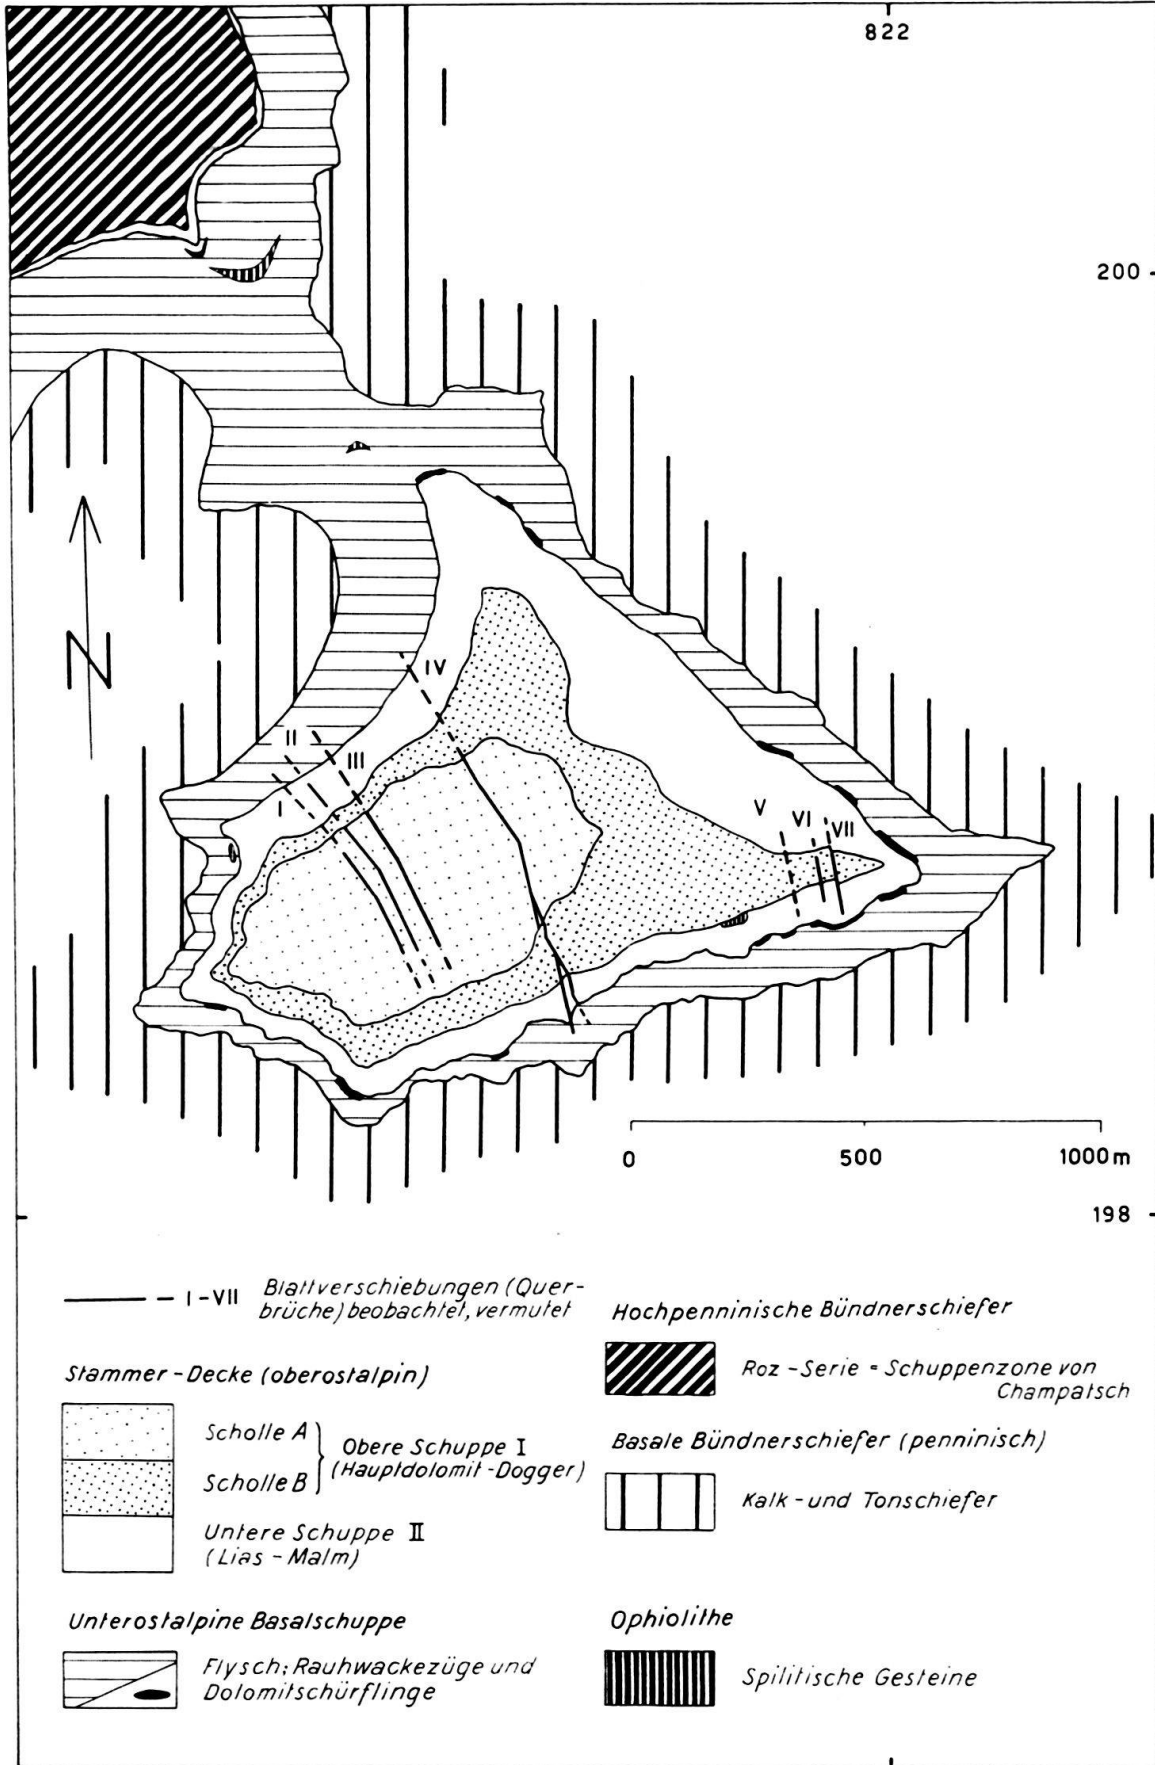 822
200
N
IV
II
III
I
V
VI
VII
0 500 1000 m
198
I-VII Blattverschiebungen (Quer-
brüche) beobachtet, vermutet
Stammer-Decke (oberostalpin)
Scholle A
Scholle B
Obere Schuppe I
(Hauptdolomit-Dogger)
Untere Schuppe II
(Lias - Malm)
Unterostalpine Basalschuppe
Flysch; Rauhwackezüge und
Dolomitschürflinge
Hochpenninische Bündnerschiefer
Roz-Serie = Schuppenzone von
Champatsch
Basale Bündnerschiefer (penninisch)
Kalk- und Tonschiefer
Ophiolithe
Spilitische Gesteine